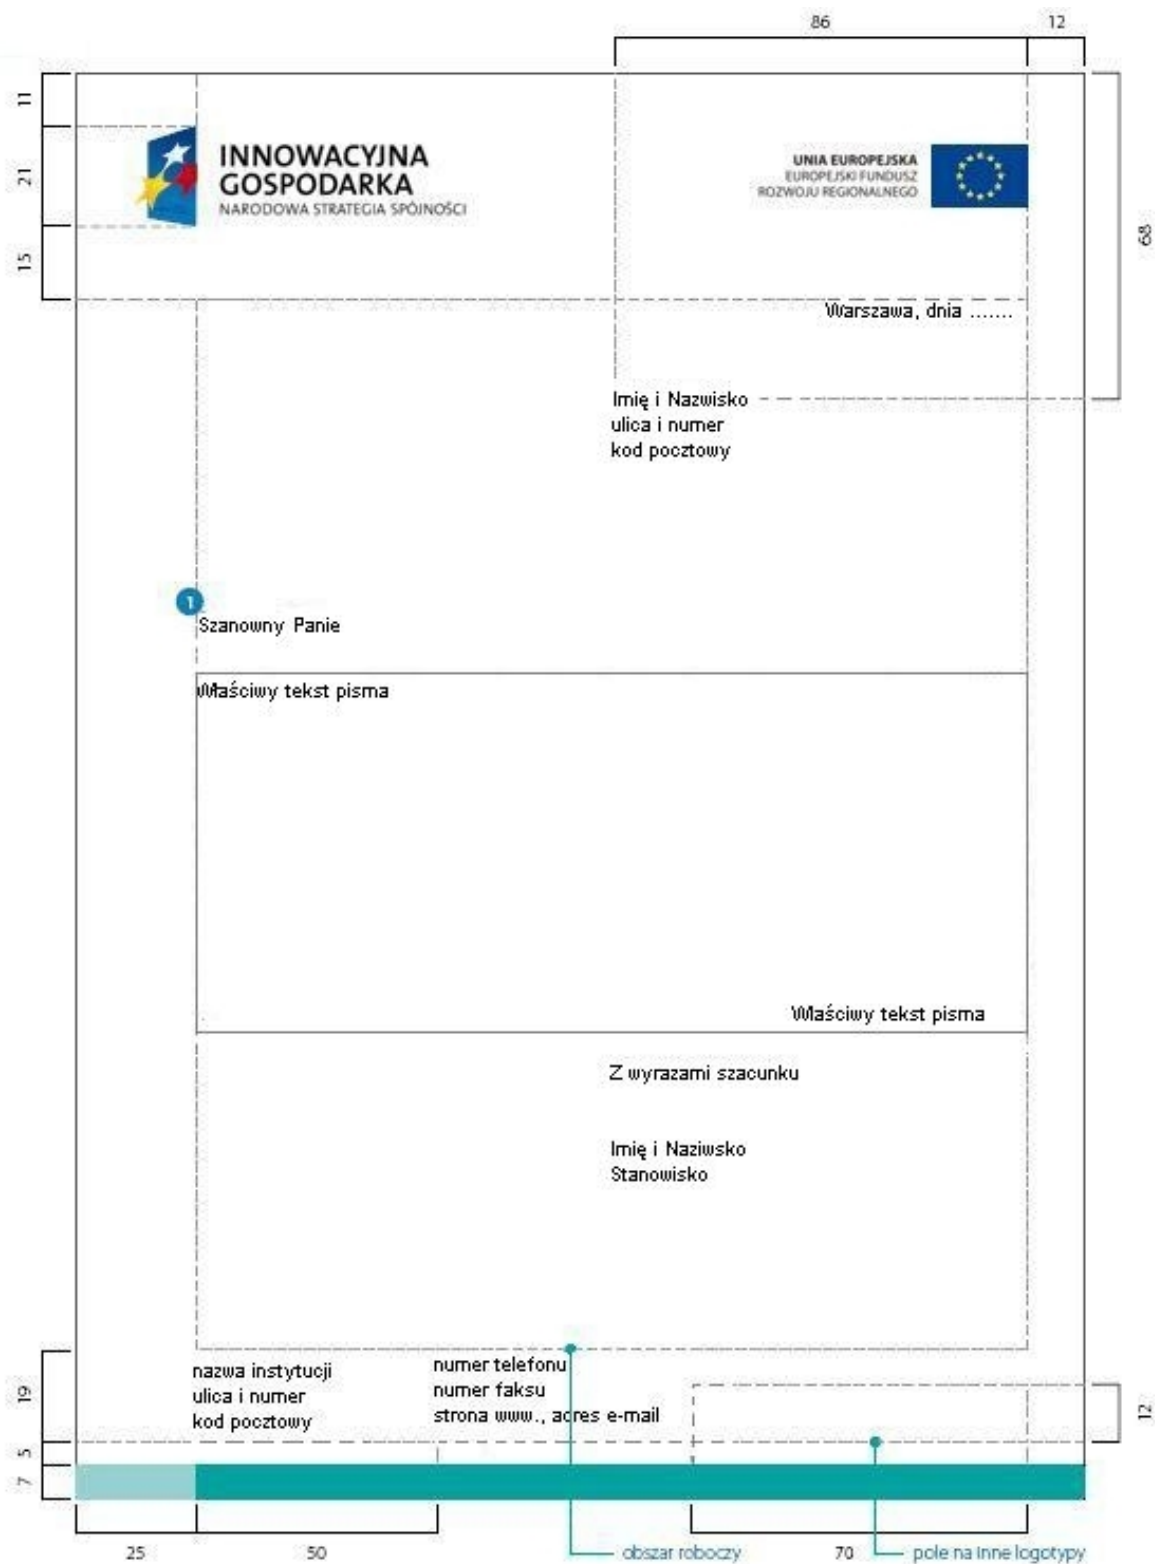 86
12
11
21
15
68
INNOWACYJNA
GOSPODARKA
NARODOWA STRATEGIA SPÓJNOŚCI
UNIA EUROPEJSKA
EUROPEJSKI FUNDUSZ
ROZWOJU REGIONALNEGO
Warszawa, dnia .......
Imię i Nazwisko
ulica i numer
kod pocztowy
1
Szanowny Panie
Właściwy tekst pisma
Właściwy tekst pisma
Z wyrazami szacunku
Imię i Naziwsko
Stanowisko
nazwa instytucji
ulica i numer
kod pocztowy
numer telefonu
numer faksu
strona www., adres e-mail
19
5
7
12
25
50
obszar roboczy
70
pole na inne logotypy